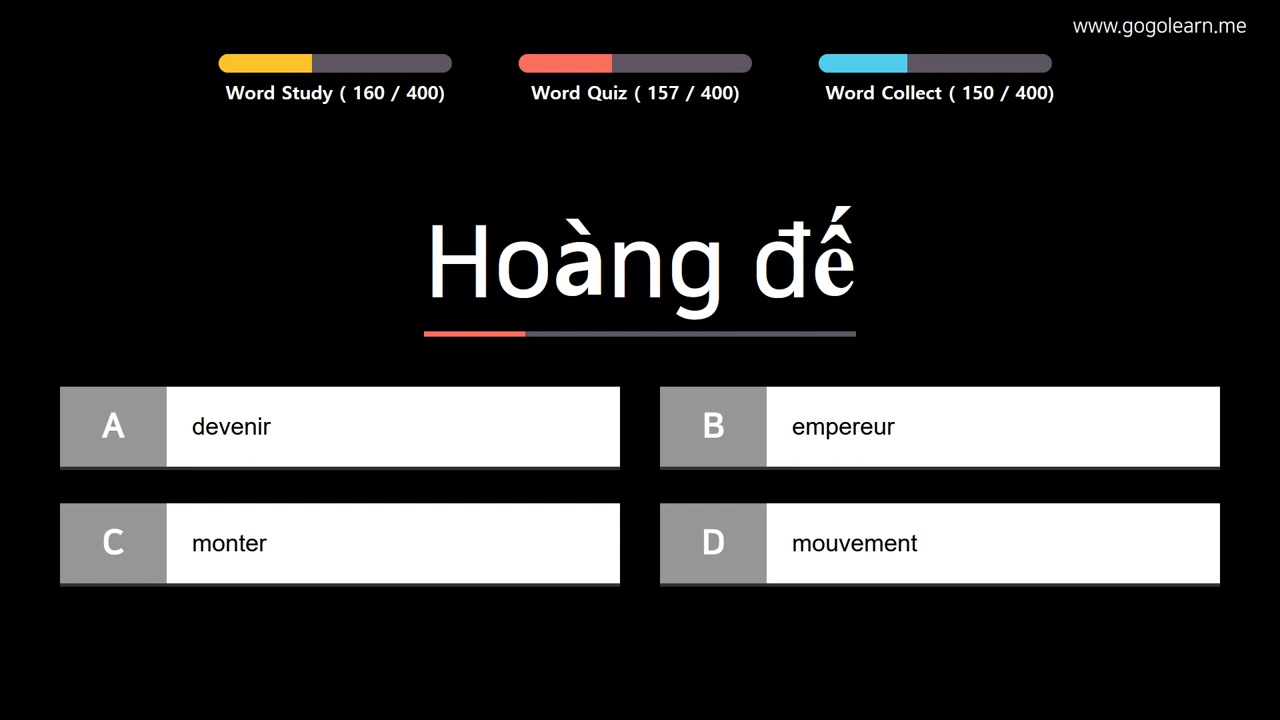 www.gogolearn.me
Word Study ( 160 / 400)
Word Quiz ( 157 / 400)
Word Collect ( 150 / 400)
Hoàng đế
A devenir
B empereur
C monter
D mouvement